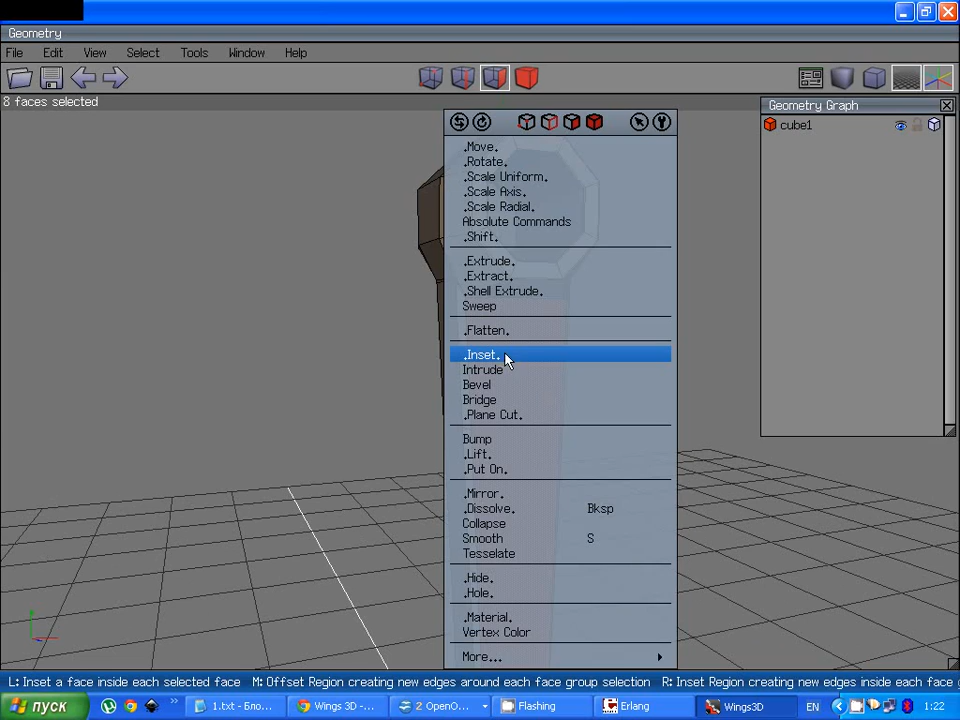 Geometry
File Edit View Select Tools Window Help
8 faces selected
Geometry Graph
cube1
.Move.
.Rotate.
.Scale Uniform.
.Scale Axis.
.Scale Radial.
Absolute Commands
.Shift.
.Extrude.
.Extract.
.Shell Extrude.
Sweep
.Flatten.
.Inset.
Intrude
Bevel
Bridge
.Plane Cut.
Bump
.Lift.
.Put On.
.Mirror.
.Dissolve. Bksp
Collapse
Smooth S
Tesselate
.Hide.
.Hole.
.Material.
Vertex Color
More...
L: Inset a face inside each selected face M: Offset Region creating new edges around each face group selection R: Inset Region creating new edges inside each face g
пуск 1.txt - Бло... Wings 3D -... 2 OpenO... Flashing Erlang Wings3D EN 1:22